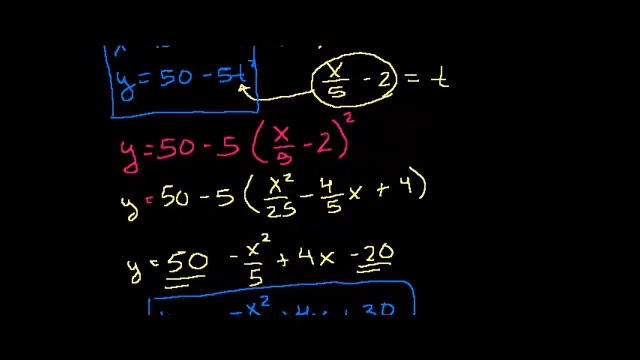 y = 50 - 5t² x/5 - 2 = t
y = 50 - 5 (x/5 - 2)²
y = 50 - 5 (x²/25 - 4/5 x + 4)
y = 50 - x²/5 + 4x - 20
-x²